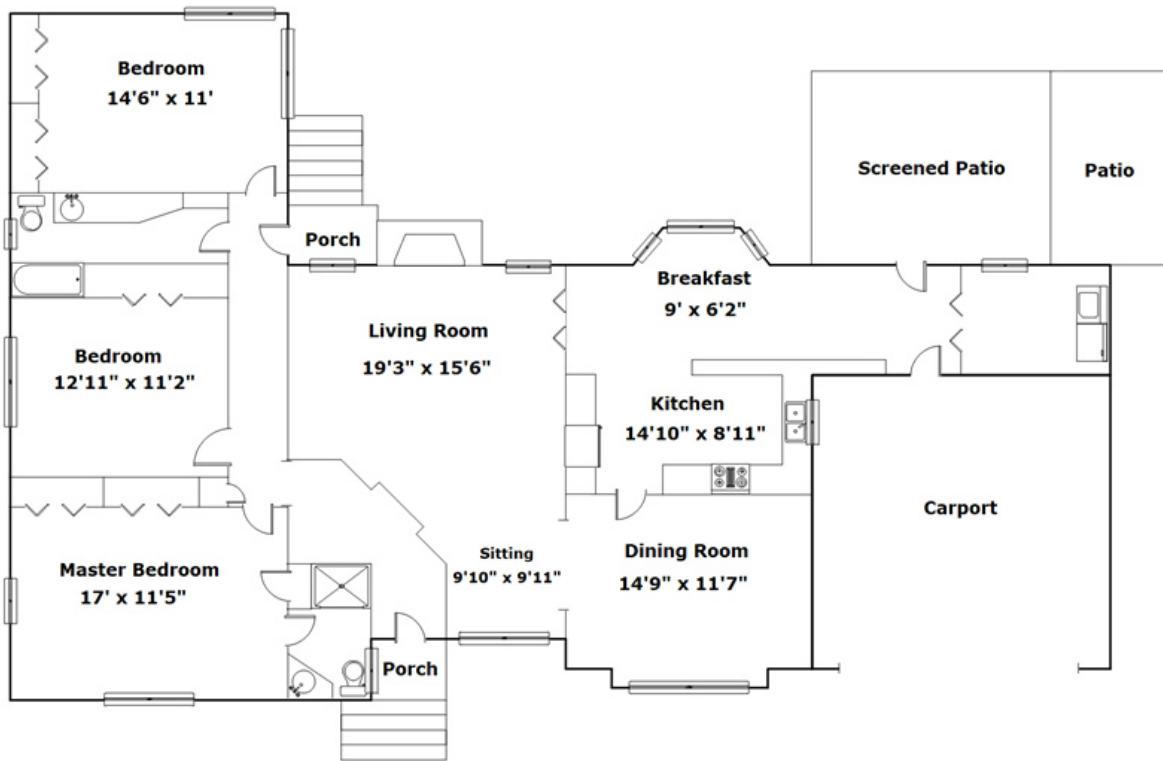 Bedroom
14'6" x 11'
Screened Patio
Patio
Porch
Breakfast
9' x 6'2"
Living Room
19'3" x 15'6"
Bedroom
12'11" x 11'2"
Kitchen
14'10" x 8'11"
Carport
Sitting
9'10" x 9'11"
Dining Room
14'9" x 11'7"
Master Bedroom
17' x 11'5"
Porch